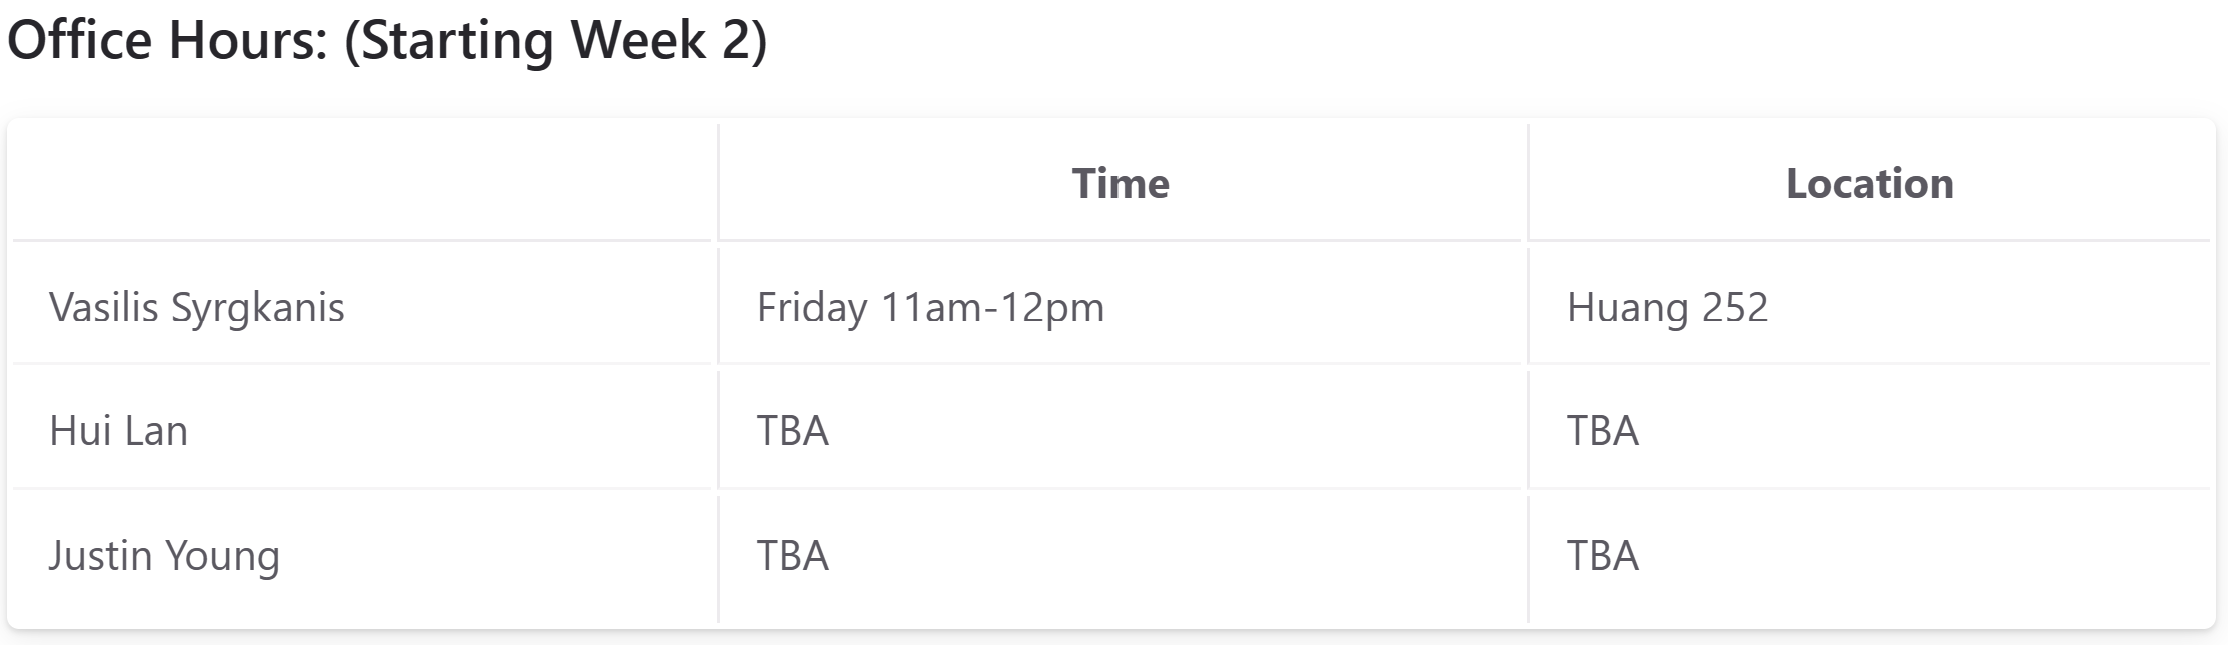 Office Hours: (Starting Week 2)
Time Location
Vasilis Syrgkanis Friday 11am-12pm Huang 252
Hui Lan TBA TBA
Justin Young TBA TBA